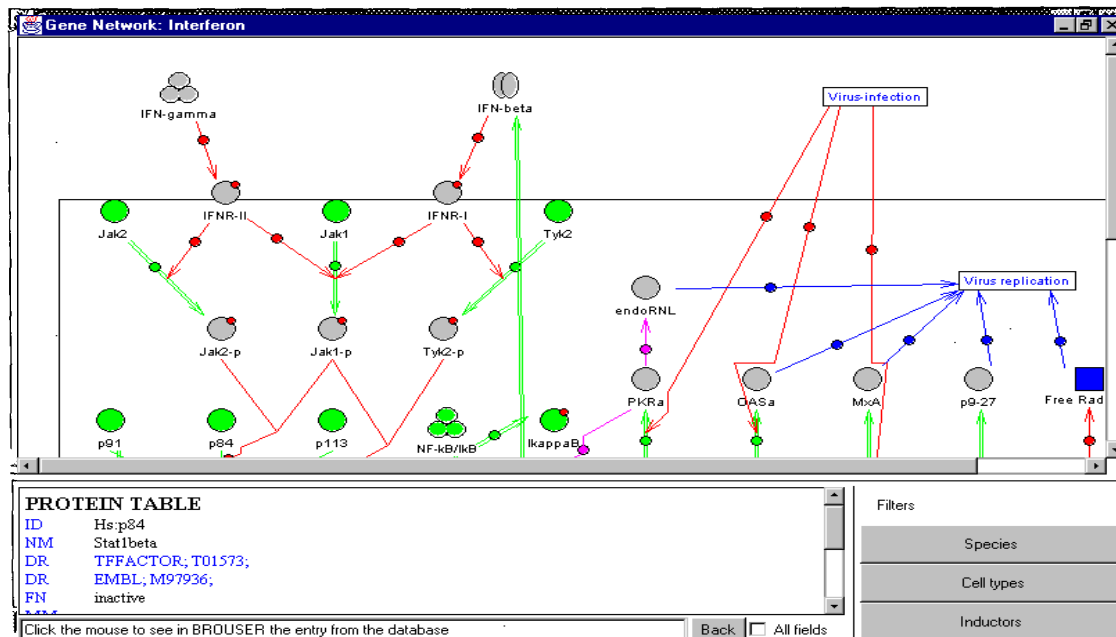 Gene Network: Interferon
IFN-gamma
IFN-beta
Virus-infection
IFNR-II
IFNR-I
Jak2
Jak1
Tyk2
Virus replication
endoRNL
Jak2-p
Jak1-p
Tyk2-p
PKRa
OASa
MxA
p9-27
Free Rad
p91
p84
p113
NF-kB/IkB
IkappaB
PROTEIN TABLE
ID Hs:p84
NM Stat1beta
DR TFFACTOR; T01573;
DR EMBL; M97936;
FN inactive
Filters
Species
Cell types
Inductors
Click the mouse to see in BROUSER the entry from the database
Back
All fields